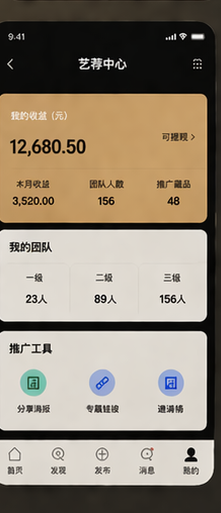 9:41
艺荐中心
我的收益（元）
12,680.50
可提现 >
本月收益 团队人数 推广藏品
3,520.00 156 48
我的团队
一级 二级 三级
23人 89人 156人
推广工具
分享海报 专属链接 邀请
首页 发现 发布 消息 我的